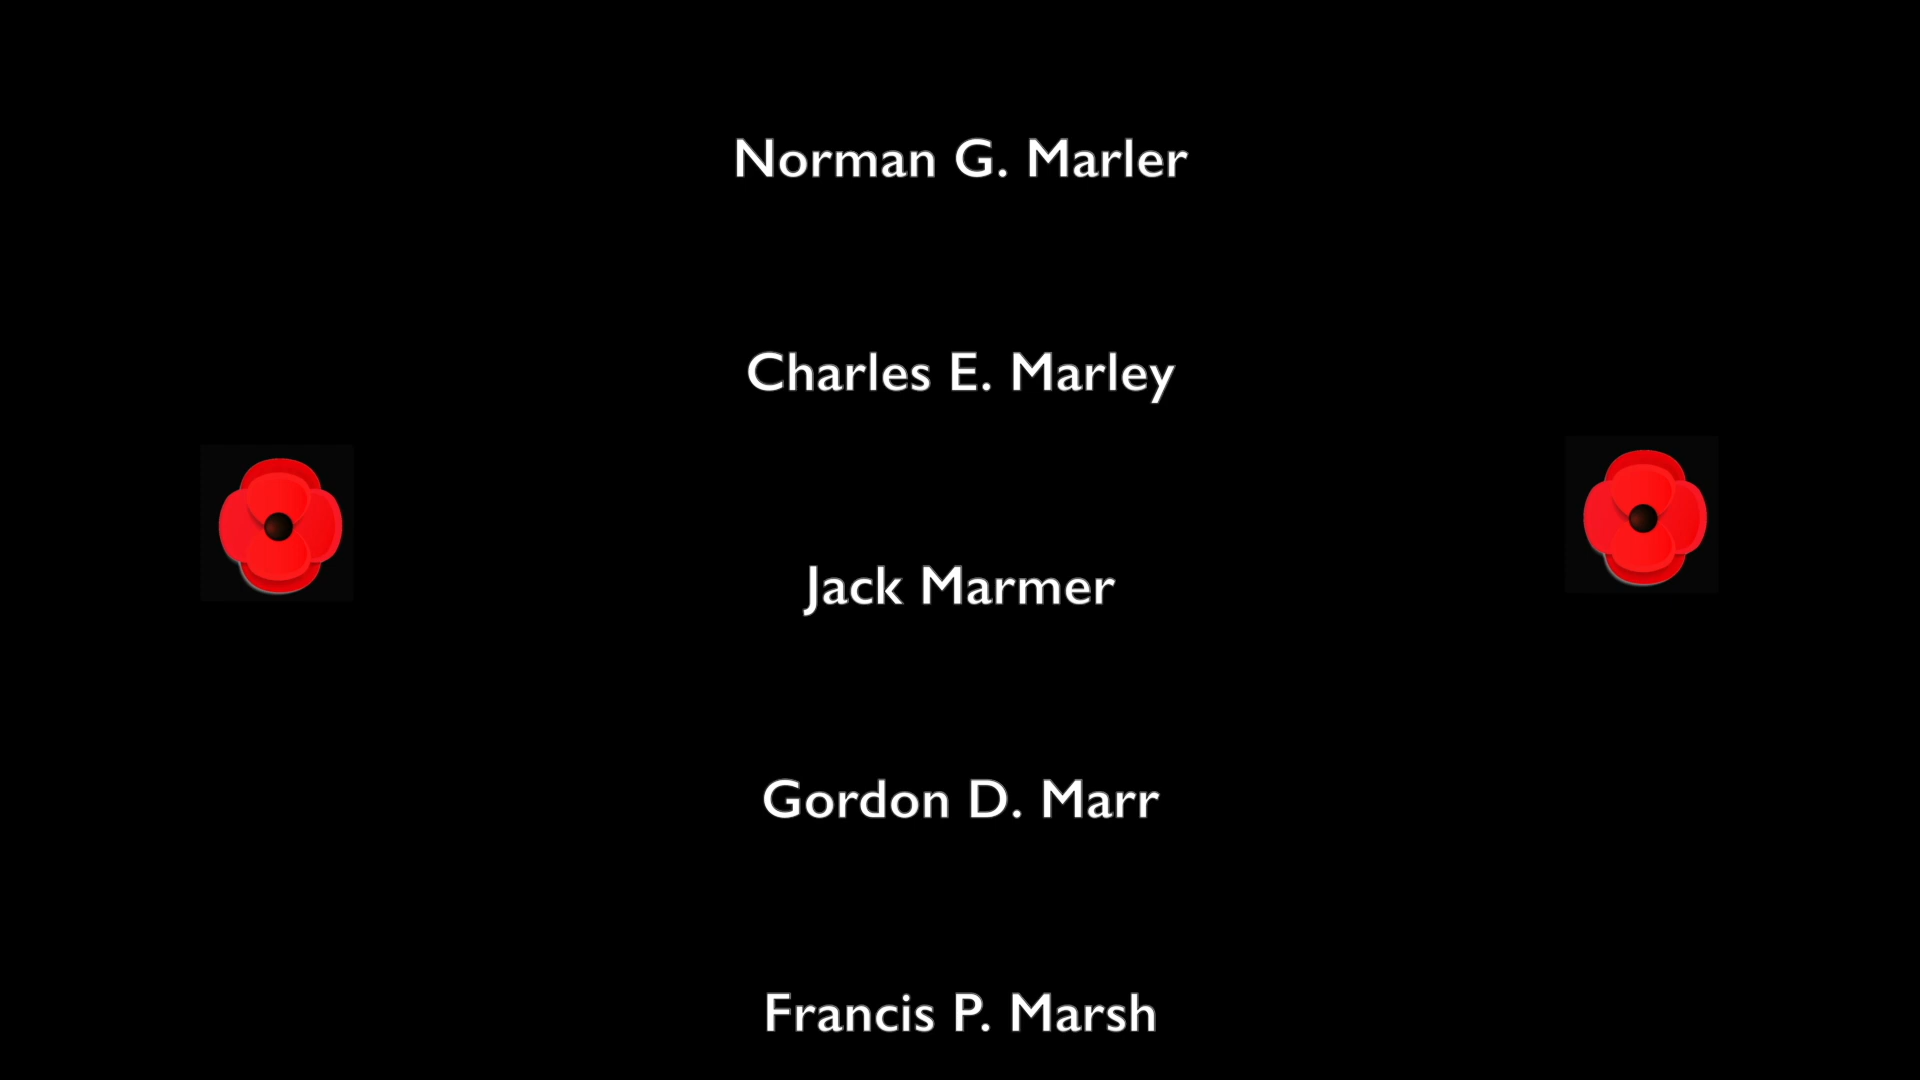 Norman G. Marler
Charles E. Marley
Jack Marmer
Gordon D. Marr
Francis P. Marsh